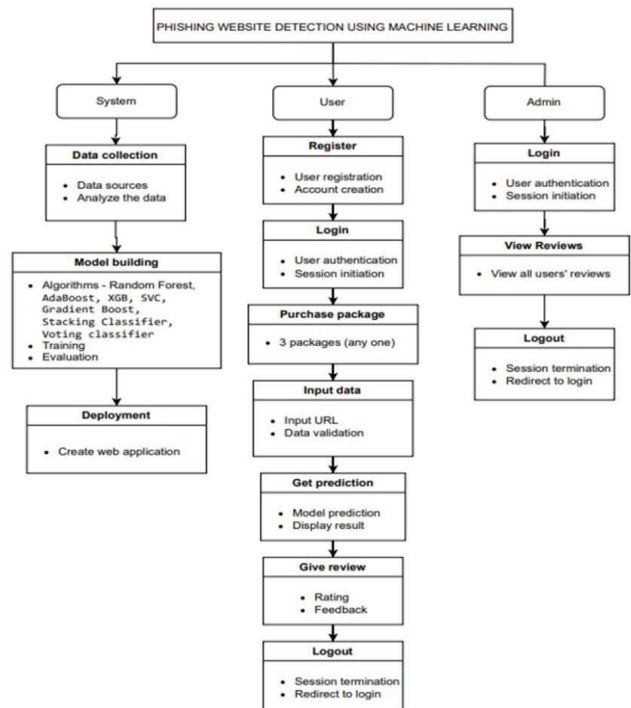 PHISHING WEBSITE DETECTION USING MACHINE LEARNING
System
Data collection
• Data sources
• Analyze the data
Model building
• Algorithms - Random Forest,
AdaBoost, XGB, SVC,
Gradient Boost,
Stacking Classifier,
Voting classifier
• Training
• Evaluation
Deployment
• Create web application
User
Register
• User registration
• Account creation
Login
• User authentication
• Session initiation
Purchase package
• 3 packages (any one)
Input data
• Input URL
• Data validation
Get prediction
• Model prediction
• Display result
Give review
• Rating
• Feedback
Logout
• Session termination
• Redirect to login
Admin
Login
• User authentication
• Session initiation
View Reviews
• View all users' reviews
Logout
• Session termination
• Redirect to login